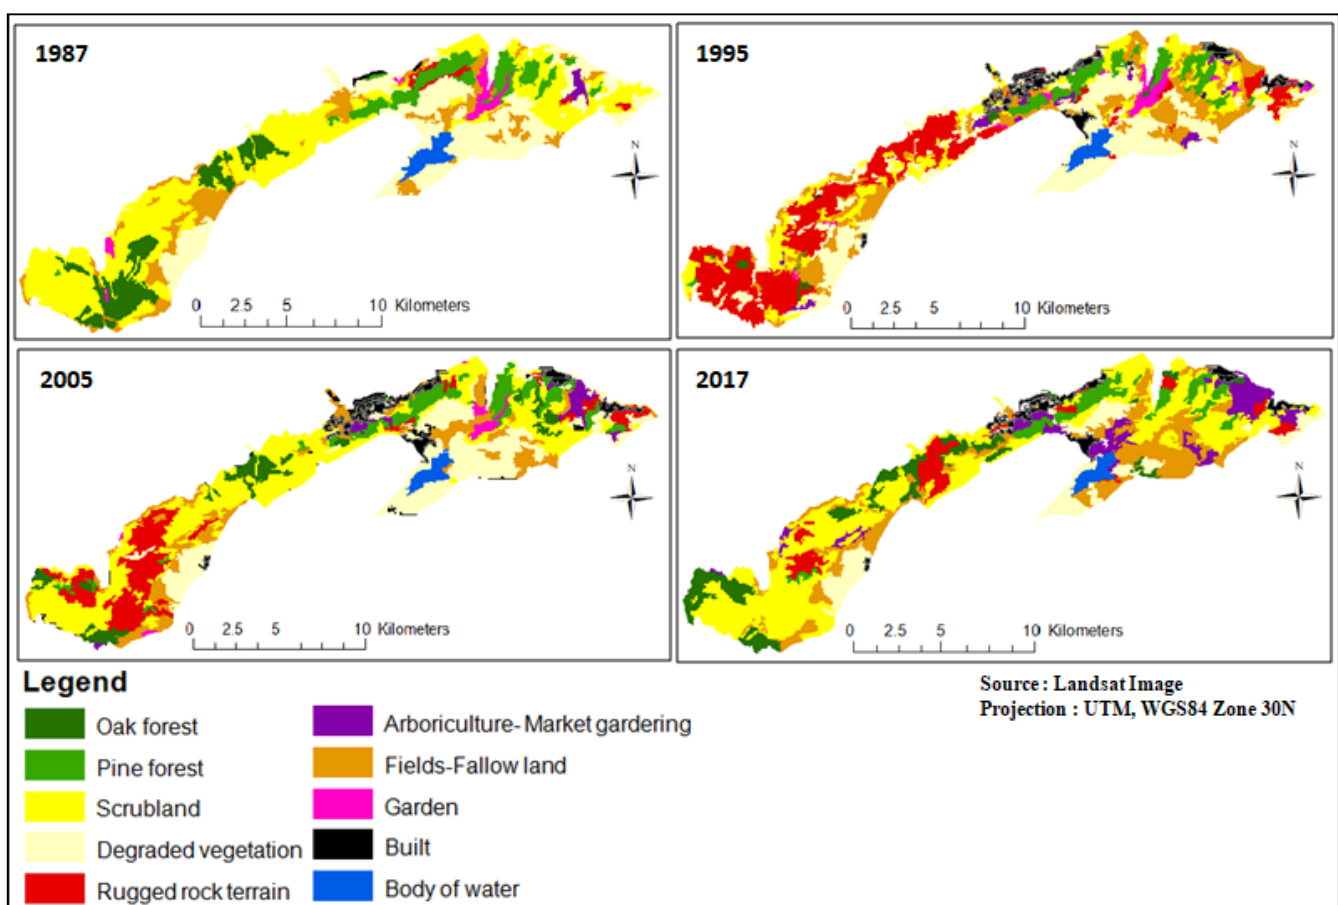 1987
N
0 2.5 5 10 Kilometers
1995
N
0 2.5 5 10 Kilometers
2005
N
0 2.5 5 10 Kilometers
2017
N
0 2.5 5 10 Kilometers
Legend
Oak forest
Pine forest
Scrubland
Degraded vegetation
Rugged rock terrain
Arboriculture- Market gardering
Fields-Fallow land
Garden
Built
Body of water
Source : Landsat Image
Projection : UTM, WGS84 Zone 30N